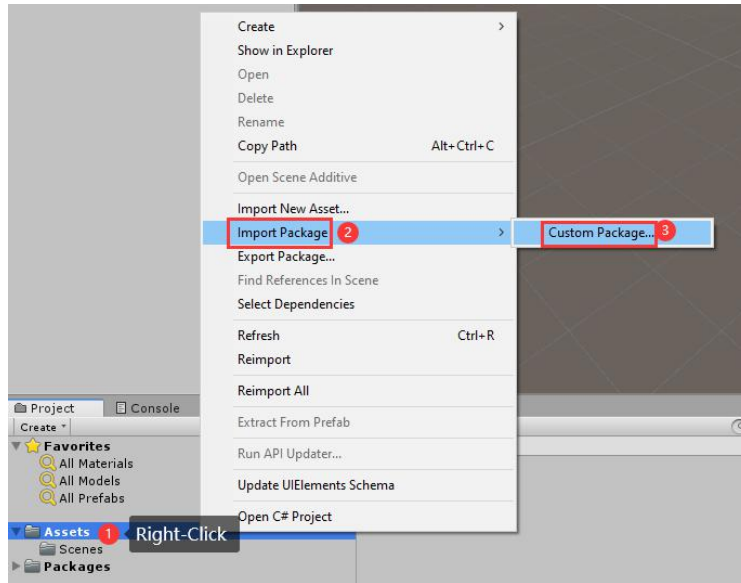 Create
Show in Explorer
Open
Delete
Rename
Copy Path Alt+Ctrl+C
Open Scene Additive
Import New Asset...
Import Package 2
Custom Package... 3
Export Package...
Find References In Scene
Select Dependencies
Refresh Ctrl+R
Reimport
Reimport All
Extract From Prefab
Run API Updater...
Update UIElements Schema
Open C# Project
Project Console
Create
Favorites
All Materials
All Models
All Prefabs
Assets 1 Right-Click
Scenes
Packages